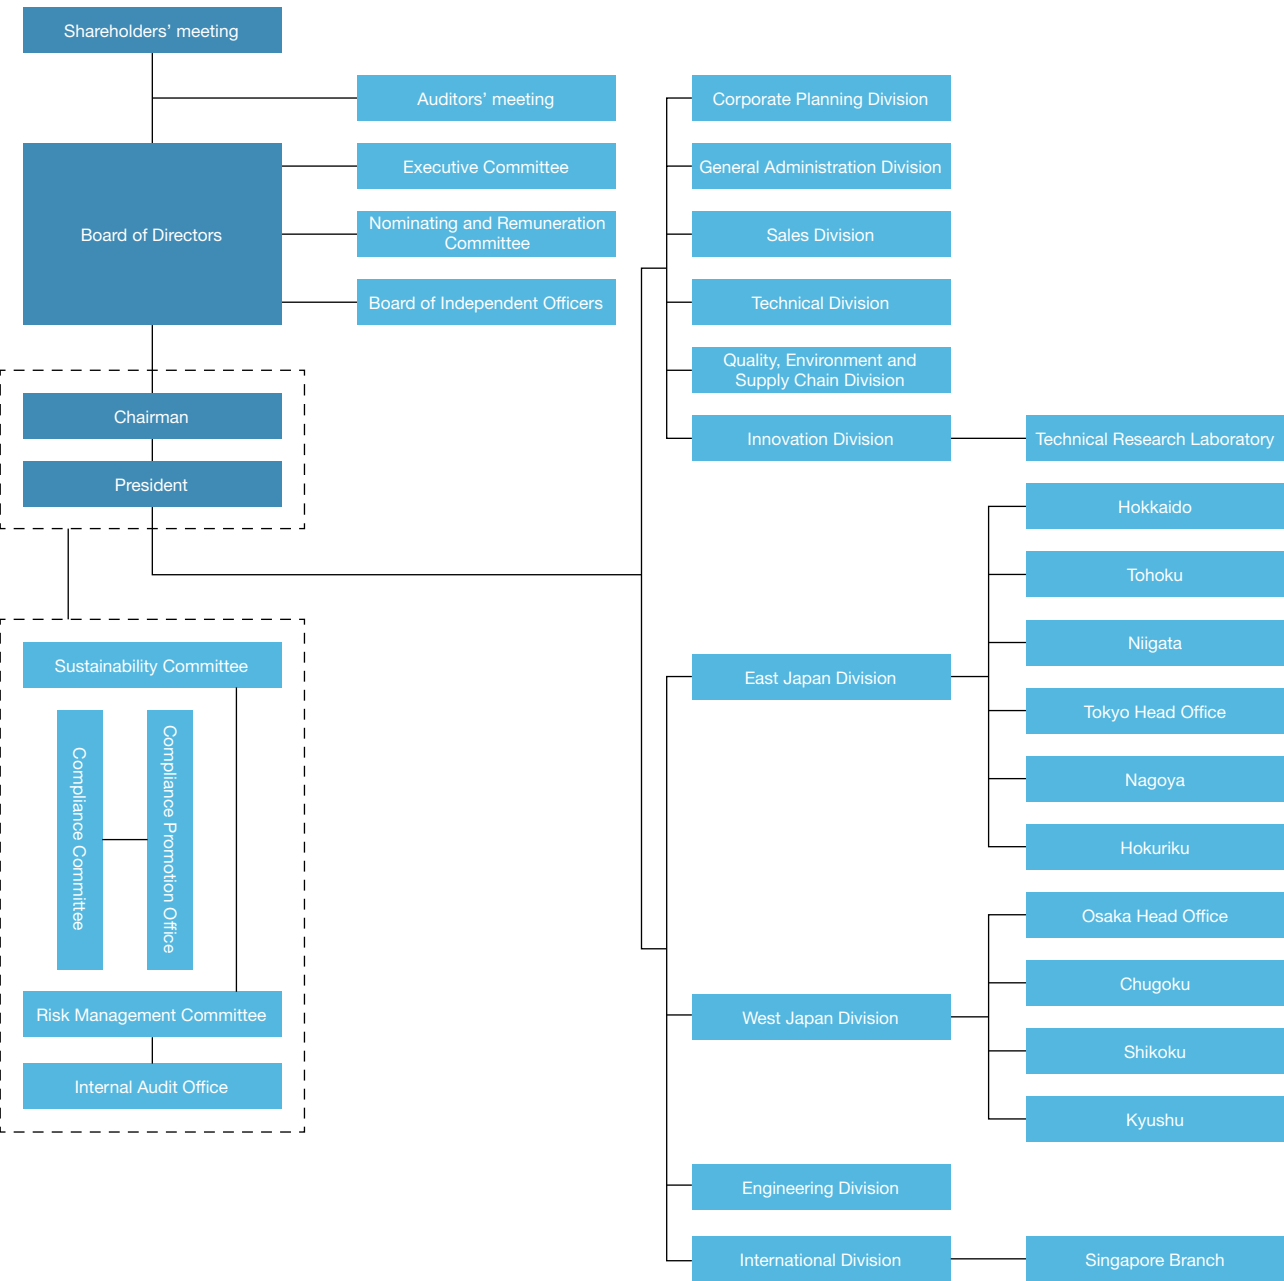 Shareholders’ meeting
Auditors’ meeting
Board of Directors
Executive Committee
Nominating and Remuneration
Committee
Board of Independent Officers
Chairman
President
Sustainability Committee
Compliance Committee
Compliance Promotion Office
Risk Management Committee
Internal Audit Office
Corporate Planning Division
General Administration Division
Sales Division
Technical Division
Quality, Environment and
Supply Chain Division
Innovation Division
Technical Research Laboratory
East Japan Division
Hokkaido
Tohoku
Niigata
Tokyo Head Office
Nagoya
Hokuriku
West Japan Division
Osaka Head Office
Chugoku
Shikoku
Kyushu
Engineering Division
International Division
Singapore Branch